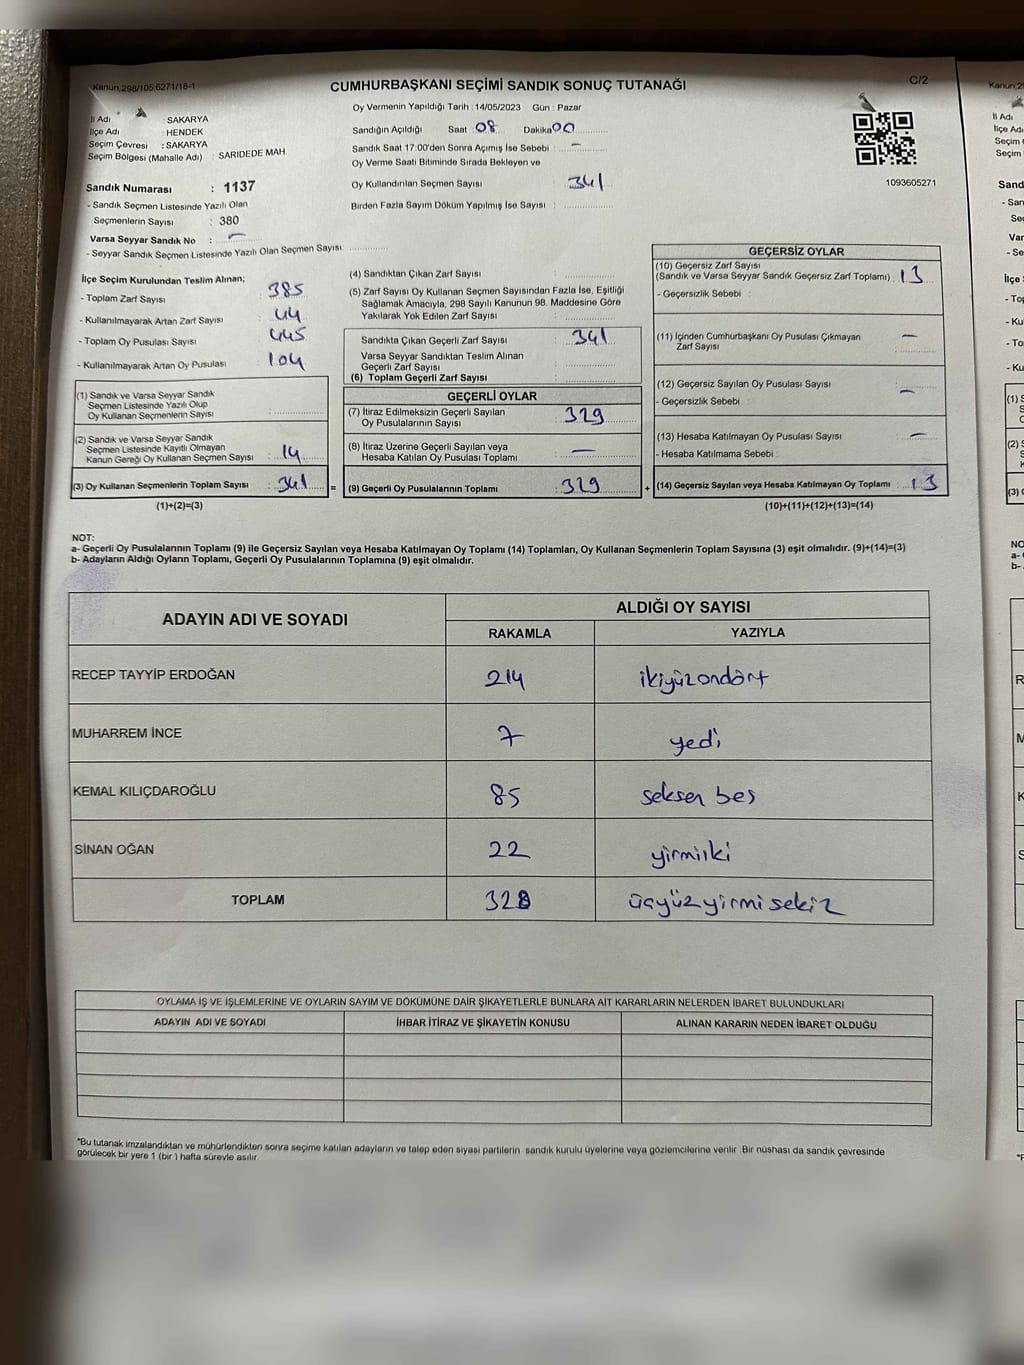 Kanun;298/105;6271/18-1
CUMHURBAŞKANI SEÇİMİ SANDIK SONUÇ TUTANAĞI
C/2
İl Adı : SAKARYA
İlçe Adı : HENDEK
Seçim Çevresi : SAKARYA
Seçim Bölgesi (Mahalle Adı) : SARIDEDE MAH.
Oy Vermenin Yapıldığı Tarih : 14/05/2023 Gün : Pazar
Sandığın Açıldığı Saat 08 Dakika 00
Sandık Saat 17:00'den Sonra Açımış İse Sebebi : –
Oy Verme Saati Bitiminde Sırada Bekleyen ve
Oy Kullandırılan Seçmen Sayısı : 341
Birden Fazla Sayım Döküm Yapılmış İse Sayısı :
1093605271
Sandık Numarası : 1137
- Sandık Seçmen Listesinde Yazılı Olan
Seçmenlerin Sayısı : 380
Varsa Seyyar Sandık No : –
- Seyyar Sandık Seçmen Listesinde Yazılı Olan Seçmen Sayısı:
İlçe Seçim Kurulundan Teslim Alınan;
- Toplam Zarf Sayısı : 385
- Kullanılmayarak Artan Zarf Sayısı : 44
- Toplam Oy Pusulası Sayısı : 445
- Kullanılmayarak Artan Oy Pusulası : 104
(1) Sandık ve Varsa Seyyar Sandık
Seçmen Listesinde Yazılı Olup
Oy Kullanan Seçmenlerin Sayısı :
(2) Sandık ve Varsa Seyyar Sandık
Seçmen Listesinde Kayıtlı Olmayan
Kanun Gereği Oy Kullanan Seçmen Sayısı : 14
(3) Oy Kullanan Seçmenlerin Toplam Sayısı : 341 =
(1)+(2)=(3)
(4) Sandıktan Çıkan Zarf Sayısı :
(5) Zarf Sayısı Oy Kullanan Seçmen Sayısından Fazla İse, Eşitliği
Sağlamak Amacıyla, 298 Sayılı Kanunun 98. Maddesine Göre
Yakılarak Yok Edilen Zarf Sayısı :
Sandıkta Çıkan Geçerli Zarf Sayısı : 341
Varsa Seyyar Sandıktan Teslim Alınan
Geçerli Zarf Sayısı :
(6) Toplam Geçerli Zarf Sayısı :
GEÇERLİ OYLAR
(7) İtiraz Edilmeksizin Geçerli Sayılan
Oy Pusulasının Sayısı : 329
(8) İtiraz Üzerine Geçerli Sayılan veya
Hesaba Katılan Oy Pusulası Toplamı : –
(9) Geçerli Oy Pusulalarının Toplamı : 329 +
GEÇERSİZ OYLAR
(10) Geçersiz Zarf Sayısı
(Sandık ve Varsa Seyyar Sandık Geçersiz Zarf Toplamı) : 13
- Geçersizlik Sebebi :
(11) İçinden Cumhurbaşkanı Oy Pusulası Çıkmayan
Zarf Sayısı : –
(12) Geçersiz Sayılan Oy Pusulası Sayısı : –
- Geçersizlik Sebebi :
(13) Hesaba Katılmayan Oy Pusulası Sayısı : –
- Hesaba Katılmama Sebebi :
(14) Geçersiz Sayılan veya Hesaba Katılmayan Oy Toplamı : 13
(10)+(11)+(12)+(13)=(14)
NOT:
a- Geçerli Oy Pusulalarının Toplamı (9) ile Geçersiz Sayılan veya Hesaba Katılmayan Oy Toplamı (14) Toplamları, Oy Kullanan Seçmenlerin Toplam Sayısına (3) eşit olmalıdır. (9)+(14)=(3)
b- Adayların Aldığı Oyların Toplamı, Geçerli Oy Pusulalarının Toplamına (9) eşit olmalıdır.
ADAYIN ADI VE SOYADI
ALDIĞI OY SAYISI
RAKAMLA YAZIYLA
RECEP TAYYİP ERDOĞAN 214 ikiyüzondört
MUHARREM İNCE 7 yedi
KEMAL KILIÇDAROĞLU 85 seksen beş
SİNAN OĞAN 22 yirmiiki
TOPLAM 328 üçyüzyirmisekiz
OYLAMA İŞ VE İŞLEMLERİNE VE OYLARIN SAYIM VE DÖKÜMÜNE DAİR ŞİKAYETLERLE BUNLARA AİT KARARLARIN NELERDEN İBARET BULUNDUKLARI
ADAYIN ADI VE SOYADI İHBAR İTİRAZ VE ŞİKAYETİN KONUSU ALINAN KARARIN NEDEN İBARET OLDUĞU
*Bu tutanak imzalandıktan ve mühürlendikten sonra seçime katılan adayların ve talep eden siyasi partilerin sandık kurulu üyelerine veya gözlemcilerine verilir. Bir nüshası da sandık çevresinde
görülecek bir yere 1 (bir) hafta süreyle asılır.